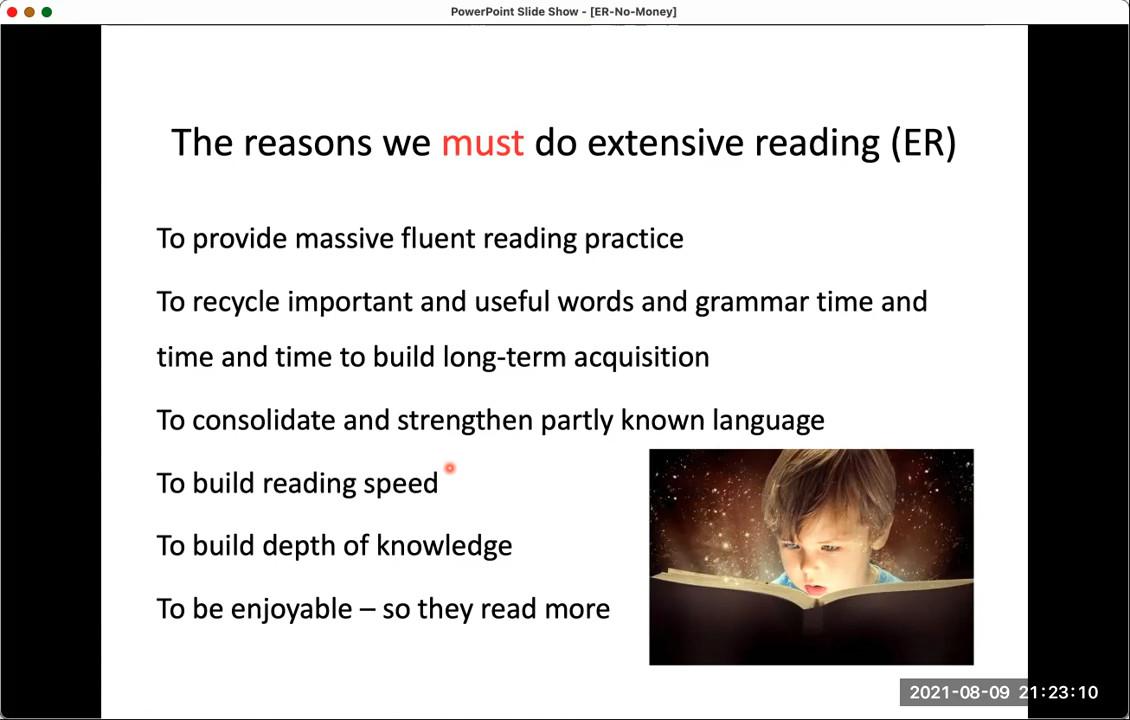 PowerPoint Slide Show - [ER-No-Money]
The reasons we must do extensive reading (ER)
To provide massive fluent reading practice
To recycle important and useful words and grammar time and
time and time to build long-term acquisition
To consolidate and strengthen partly known language
To build reading speed
To build depth of knowledge
To be enjoyable – so they read more
2021-08-09 21:23:10